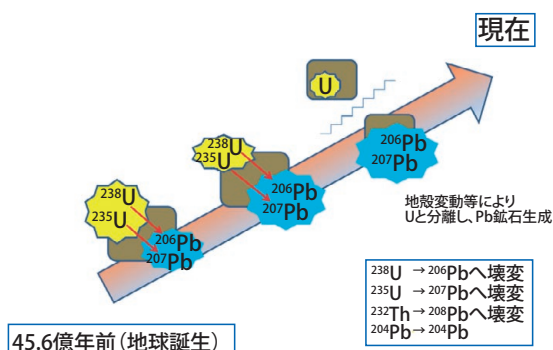 現在
U
²³⁸U
²³⁵U
²⁰⁶Pb
²⁰⁷Pb
²⁰⁶Pb
²⁰⁷Pb
²³⁸U
²³⁵U
²⁰⁶Pb
²⁰⁷Pb
地殻変動等により
Uと分離し、Pb鉱石生成
²³⁸U →²⁰⁶Pbへ壊変
²³⁵U →²⁰⁷Pbへ壊変
²³²Th→²⁰⁸Pbへ壊変
²⁰⁴Pb→²⁰⁴Pb
45.6億年前(地球誕生)